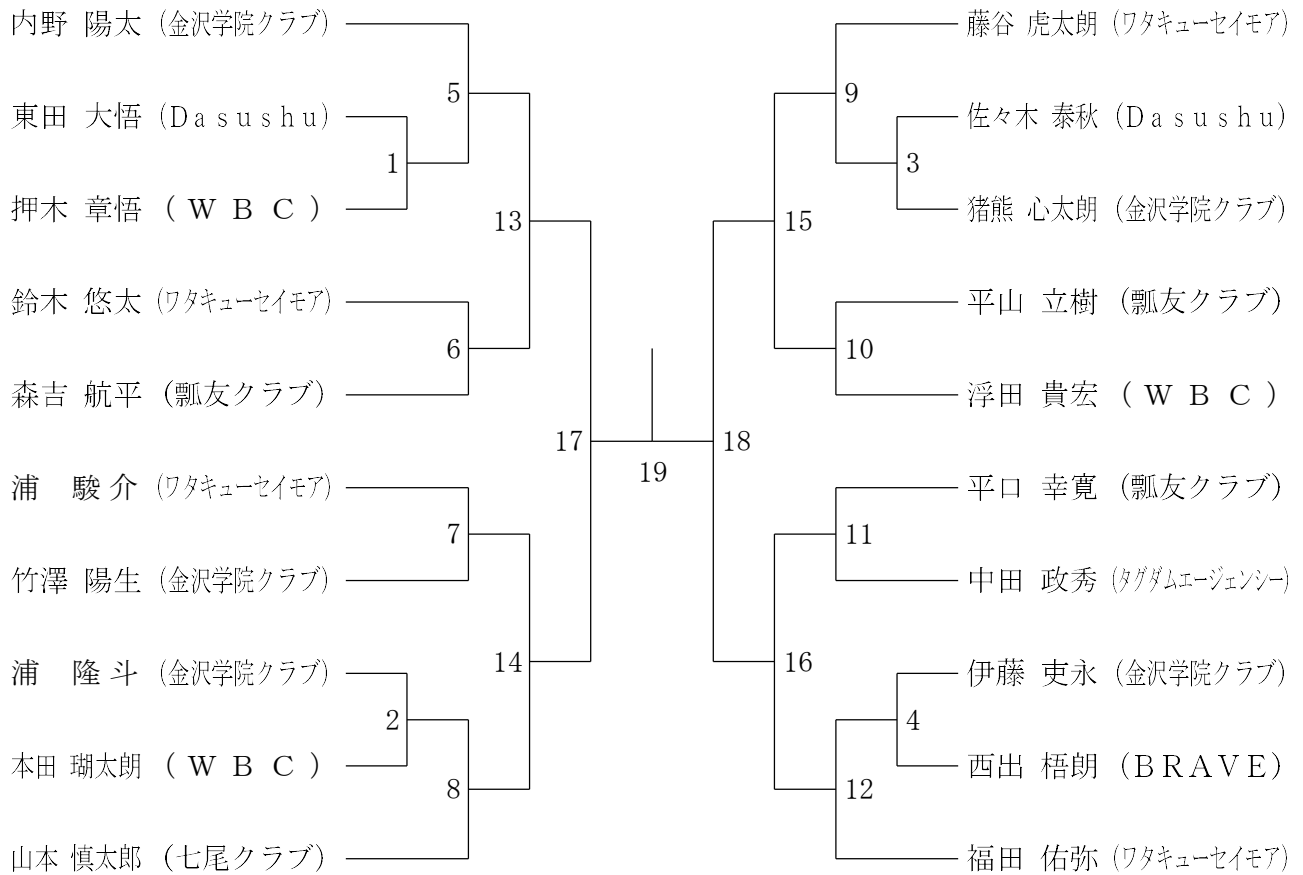 内野 陽太 (金沢学院クラブ)
5
東田 大悟 (Dasushu)
1
押木 章悟 (WBC)
13
鈴木 悠太 (ワタキューセイモア)
6
森吉 航平 (瓢友クラブ)
17
浦 駿介 (ワタキューセイモア)
7
竹澤 陽生 (金沢学院クラブ)
14
浦 隆斗 (金沢学院クラブ)
2
本田 瑚太朗 (WBC)
8
山本 慎太郎 (七尾クラブ)
19
藤谷 虎太朗 (ワタキューセイモア)
9
佐々木 泰秋 (Dasushu)
3
猪熊 心太朗 (金沢学院クラブ)
15
平山 立樹 (瓢友クラブ)
10
浮田 貴宏 (WBC)
18
平口 幸寛 (瓢友クラブ)
11
中田 政秀 (タグダムエージェンシー)
16
伊藤 吏永 (金沢学院クラブ)
4
西出 梧朗 (BRAVE)
12
福田 佑弥 (ワタキューセイモア)